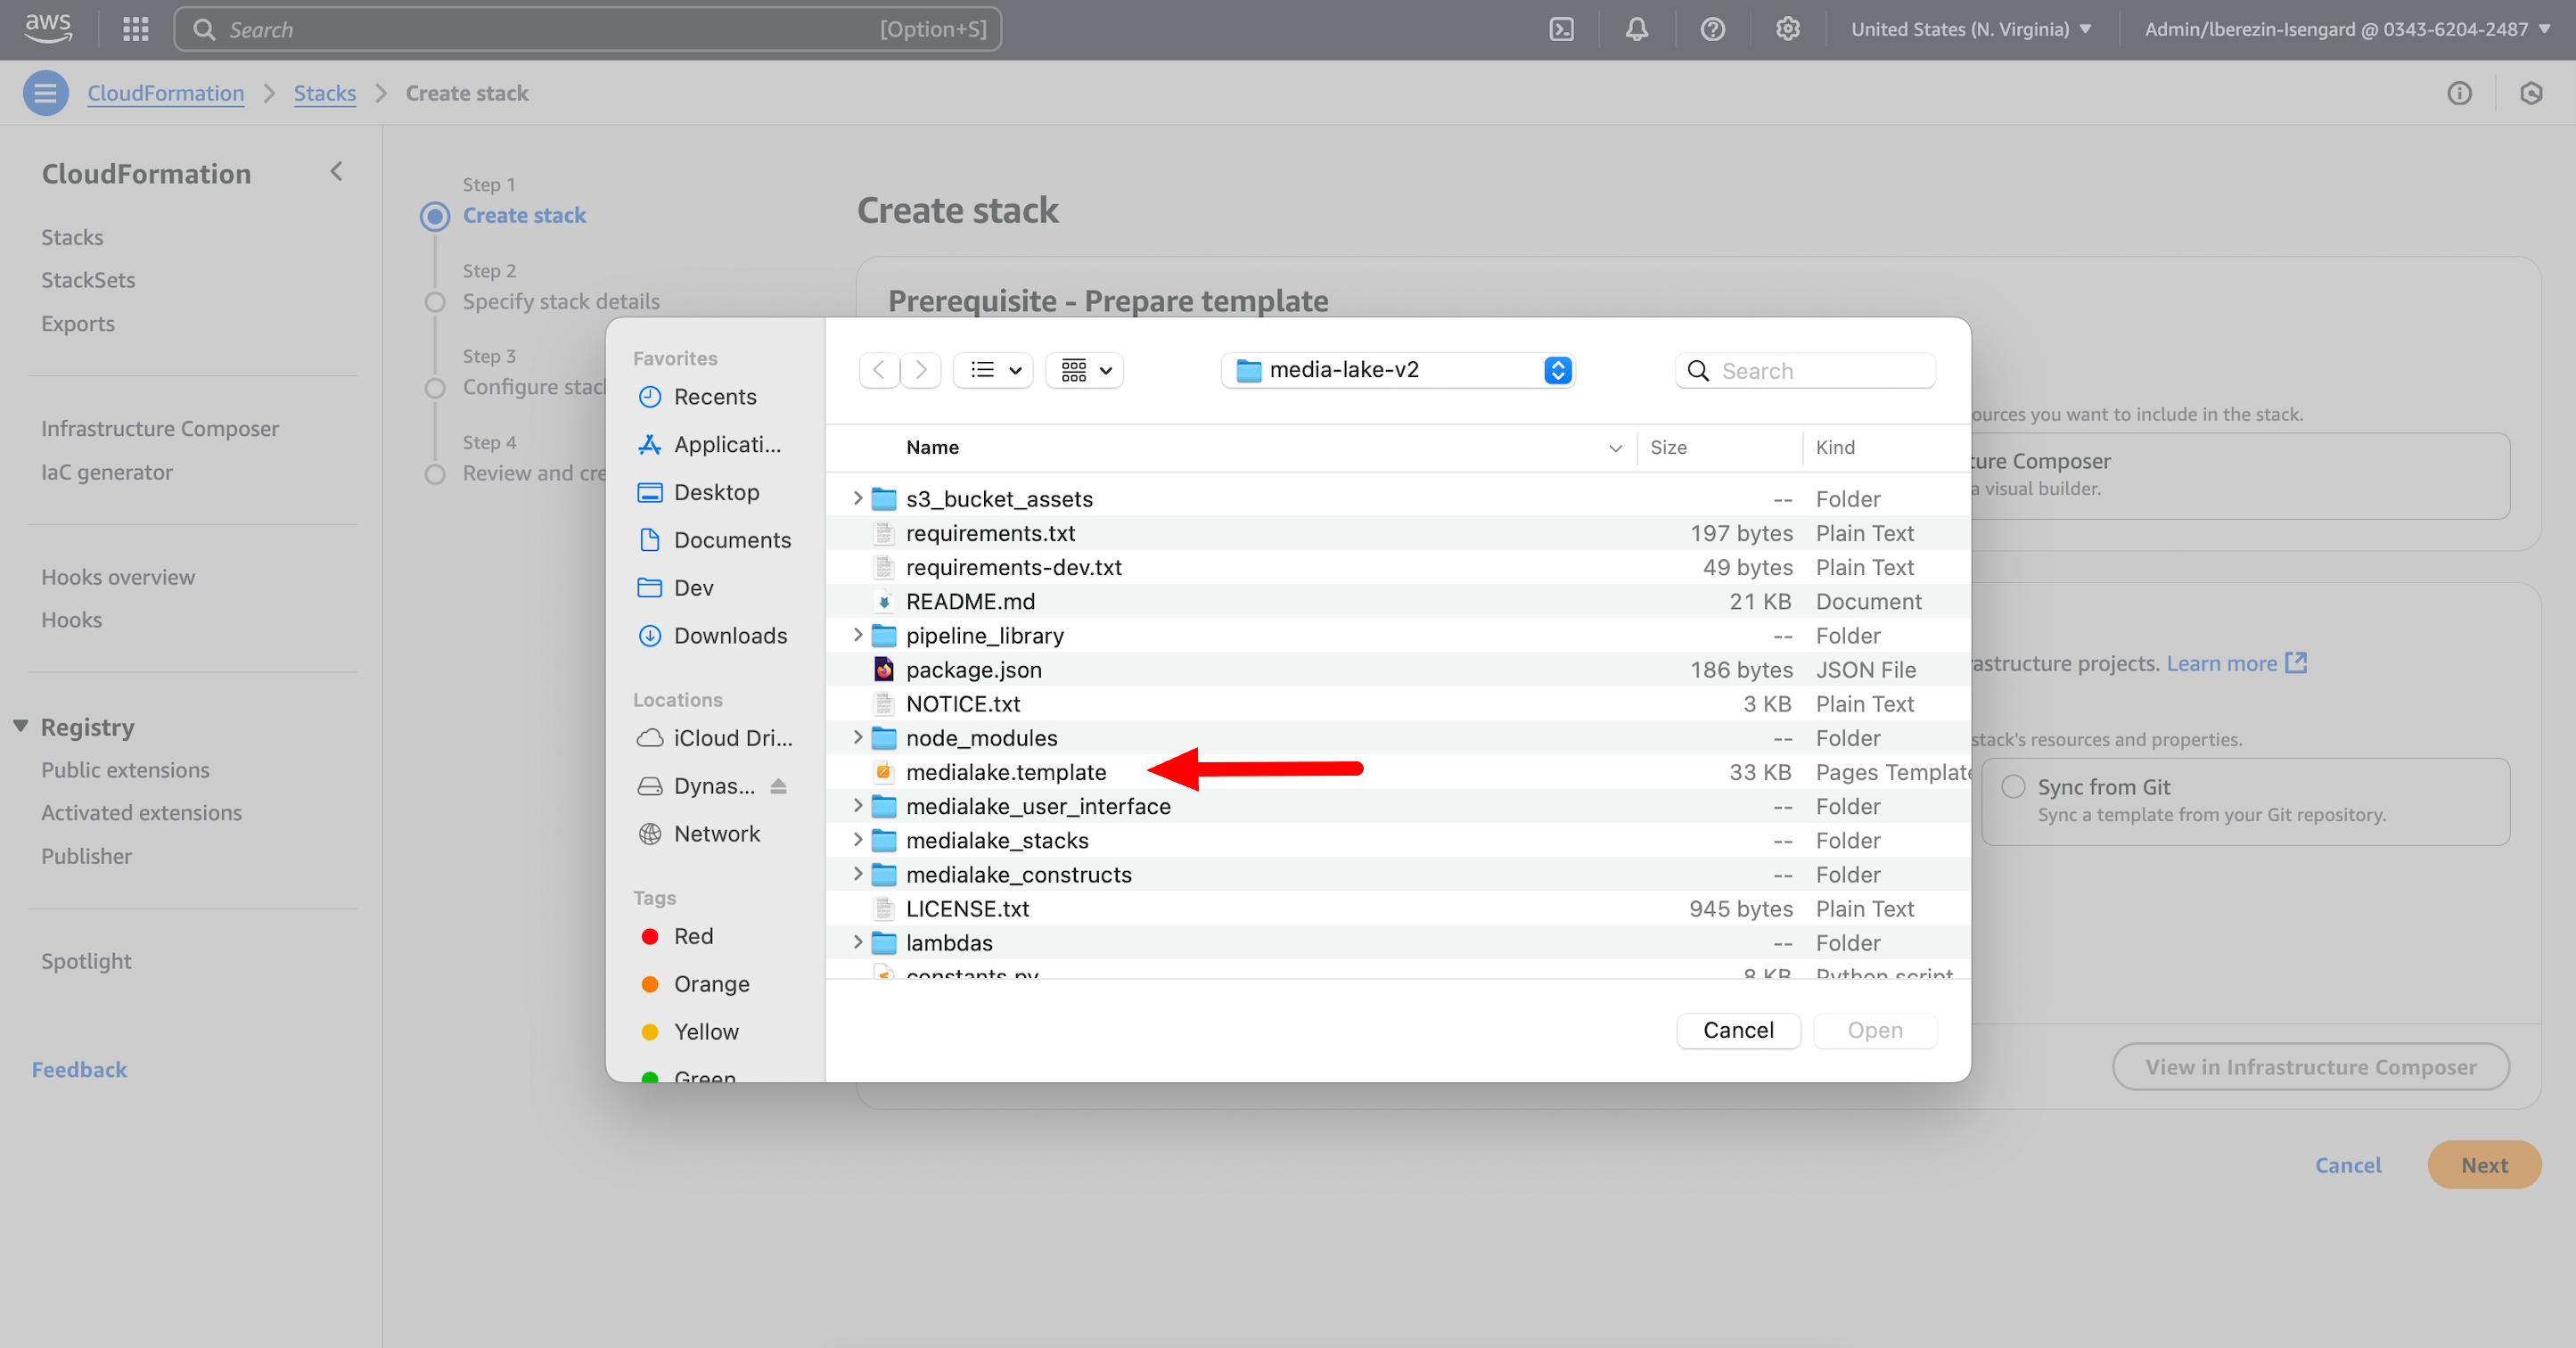 aws
Search
[Option+S]
United States (N. Virginia)
Admin/lberezin-Isengard @ 0343-6204-2487
CloudFormation
Stacks
Create stack
CloudFormation
Stacks
StackSets
Exports
Infrastructure Composer
IaC generator
Hooks overview
Hooks
Registry
Public extensions
Activated extensions
Publisher
Spotlight
Feedback
Step 1
Create stack
Step 2
Specify stack details
Step 3
Configure stack
Step 4
Review and cre
Create stack
Prerequisite - Prepare template
ources you want to include in the stack.
ture Composer
a visual builder.
rastructure projects. Learn more
stack's resources and properties.
Sync from Git
Sync a template from your Git repository.
View in Infrastructure Composer
Cancel
Next
Favorites
Recents
Applicati...
Desktop
Documents
Dev
Downloads
Locations
iCloud Dri...
Dynas...
Network
Tags
Red
Orange
Yellow
Green
media-lake-v2
Search
Name Size Kind
s3_bucket_assets -- Folder
requirements.txt 197 bytes Plain Text
requirements-dev.txt 49 bytes Plain Text
README.md 21 KB Document
pipeline_library -- Folder
package.json 186 bytes JSON File
NOTICE.txt 3 KB Plain Text
node_modules -- Folder
medialake.template 33 KB Pages Template
medialake_user_interface -- Folder
medialake_stacks -- Folder
medialake_constructs -- Folder
LICENSE.txt 945 bytes Plain Text
lambdas -- Folder
constants.py 8 KB Python script
Cancel
Open